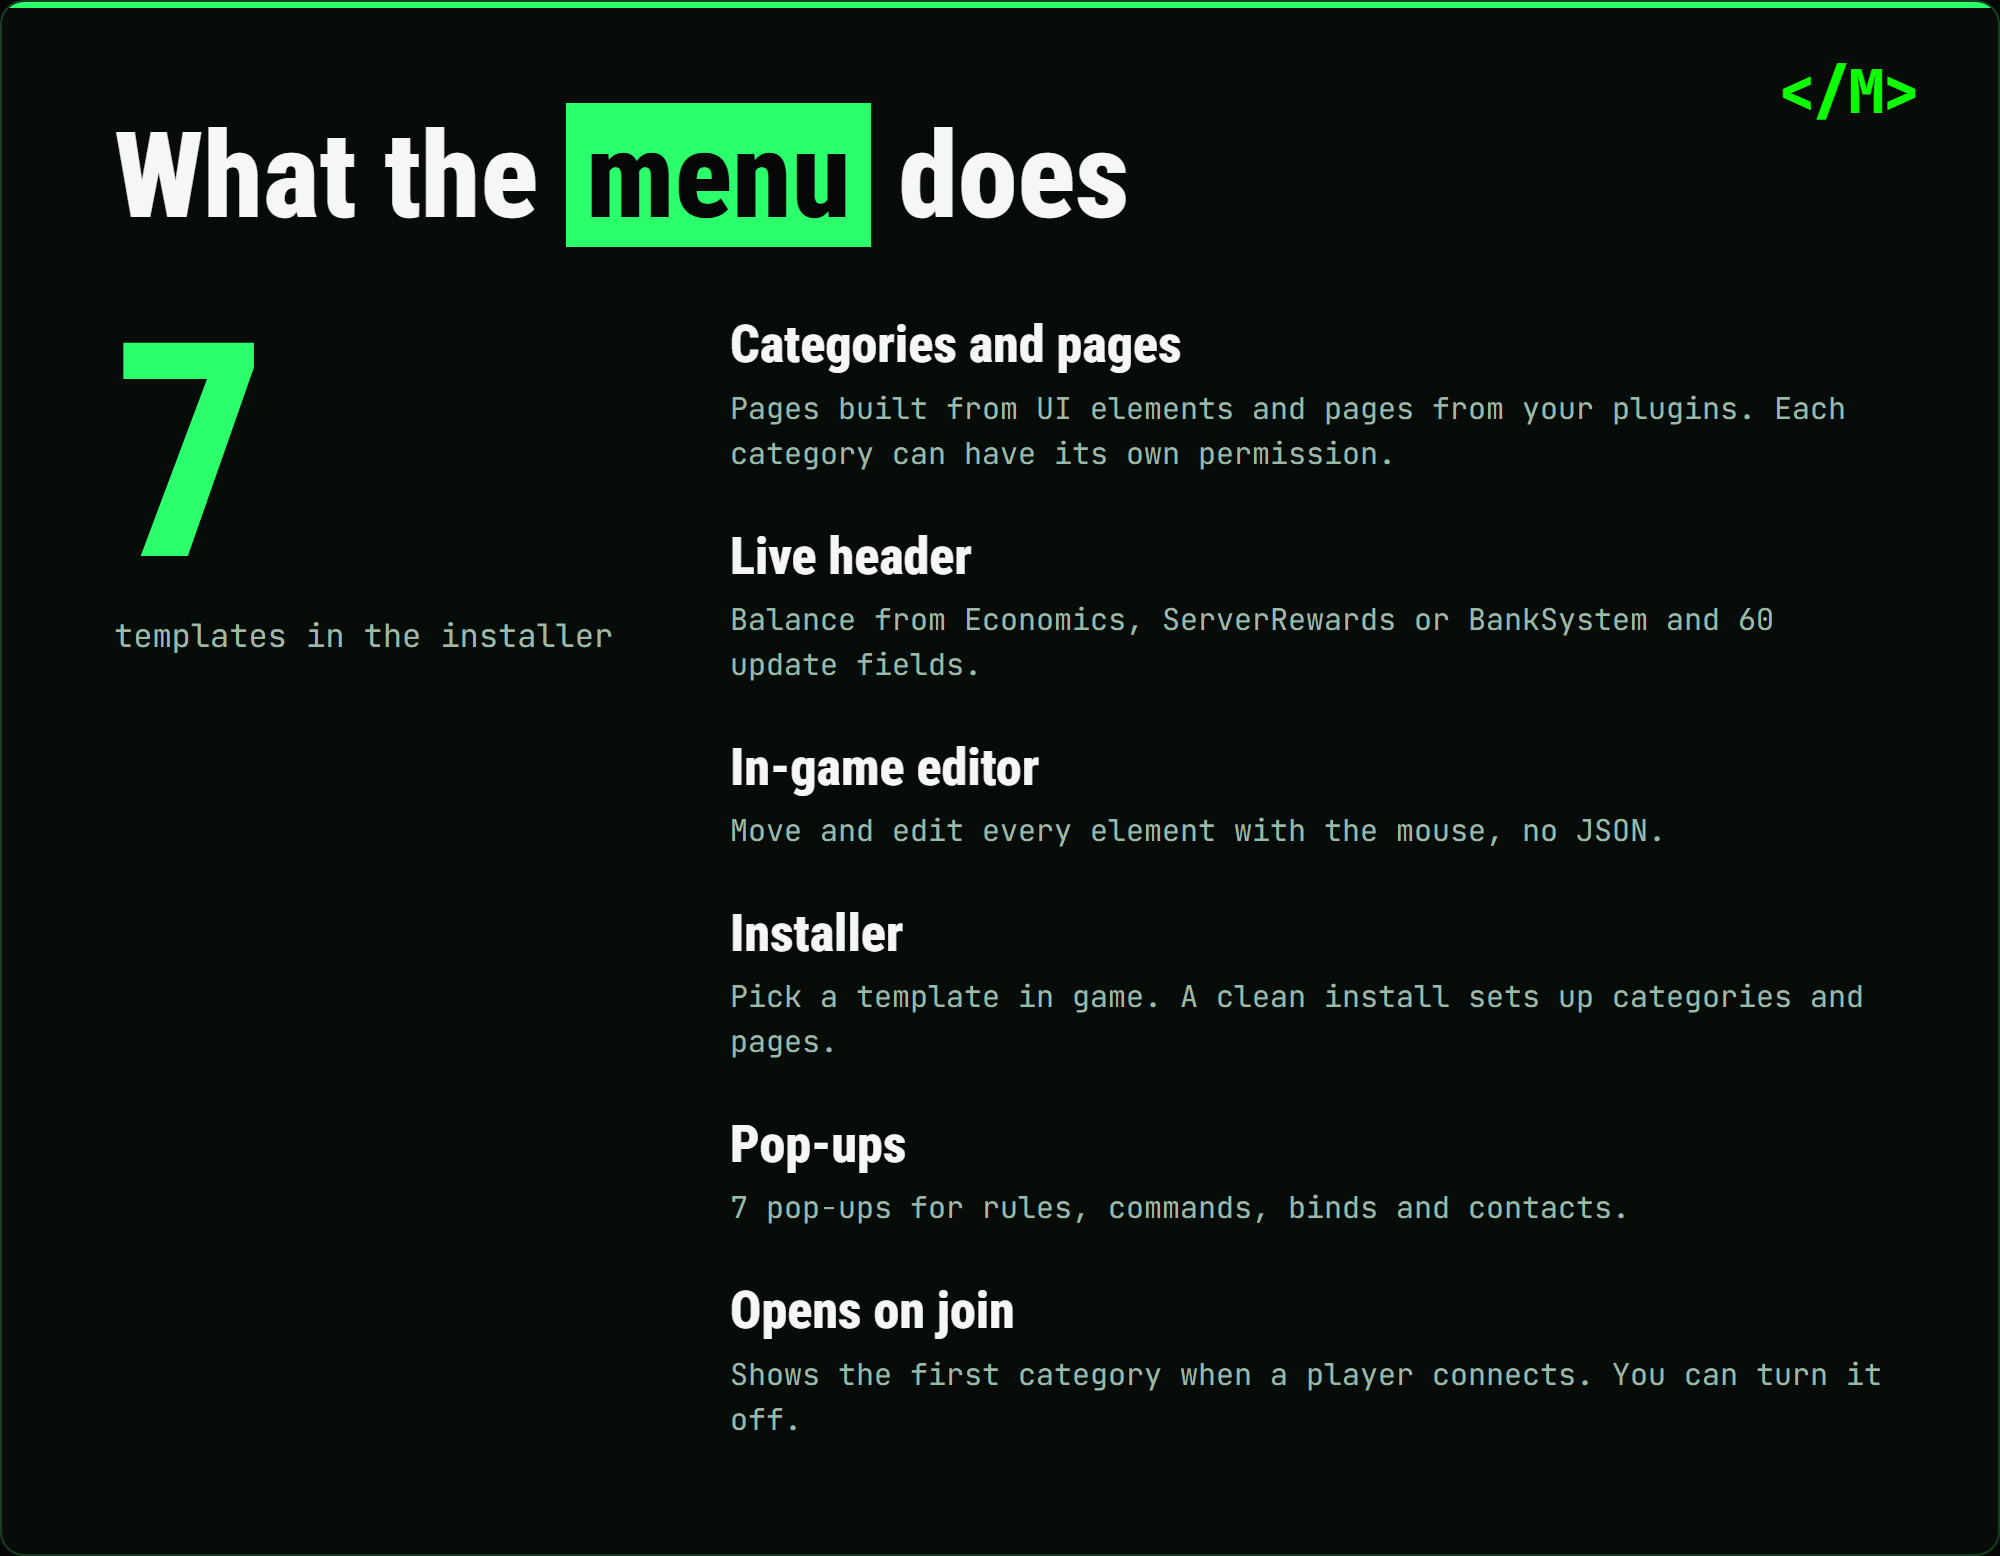 </M>
What the menu does
7
templates in the installer
Categories and pages
Pages built from UI elements and pages from your plugins. Each
category can have its own permission.
Live header
Balance from Economics, ServerRewards or BankSystem and 60
update fields.
In-game editor
Move and edit every element with the mouse, no JSON.
Installer
Pick a template in game. A clean install sets up categories and
pages.
Pop-ups
7 pop-ups for rules, commands, binds and contacts.
Opens on join
Shows the first category when a player connects. You can turn it
off.